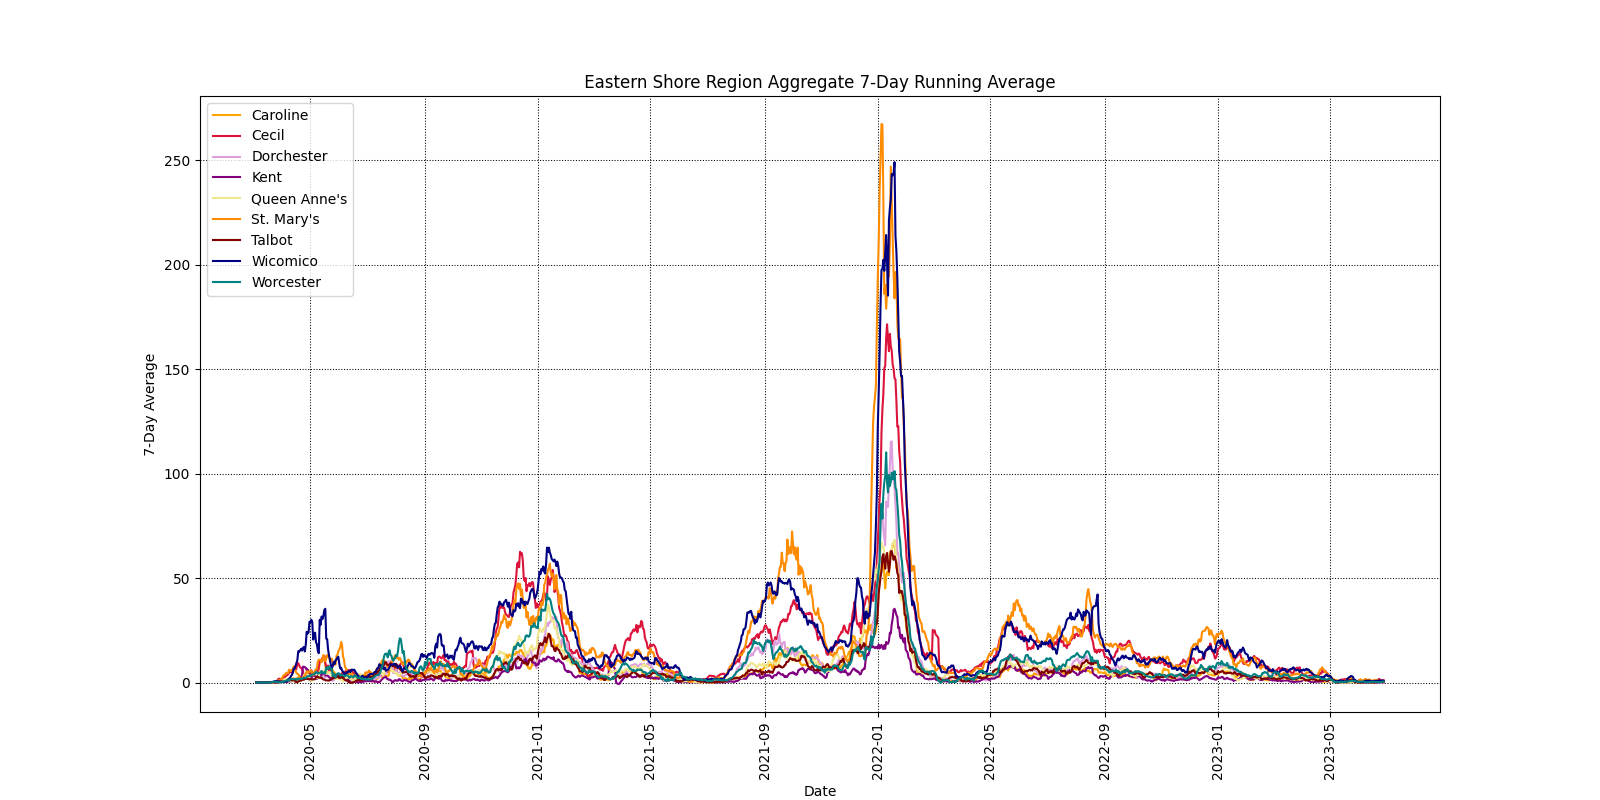 Eastern Shore Region Aggregate 7-Day Running Average
Caroline
Cecil
Dorchester
Kent
Queen Anne's
St. Mary's
Talbot
Wicomico
Worcester
250
200
150
100
50
0
7-Day Average
2020-05
2020-09
2021-01
2021-05
2021-09
2022-01
2022-05
2022-09
2023-01
2023-05
Date